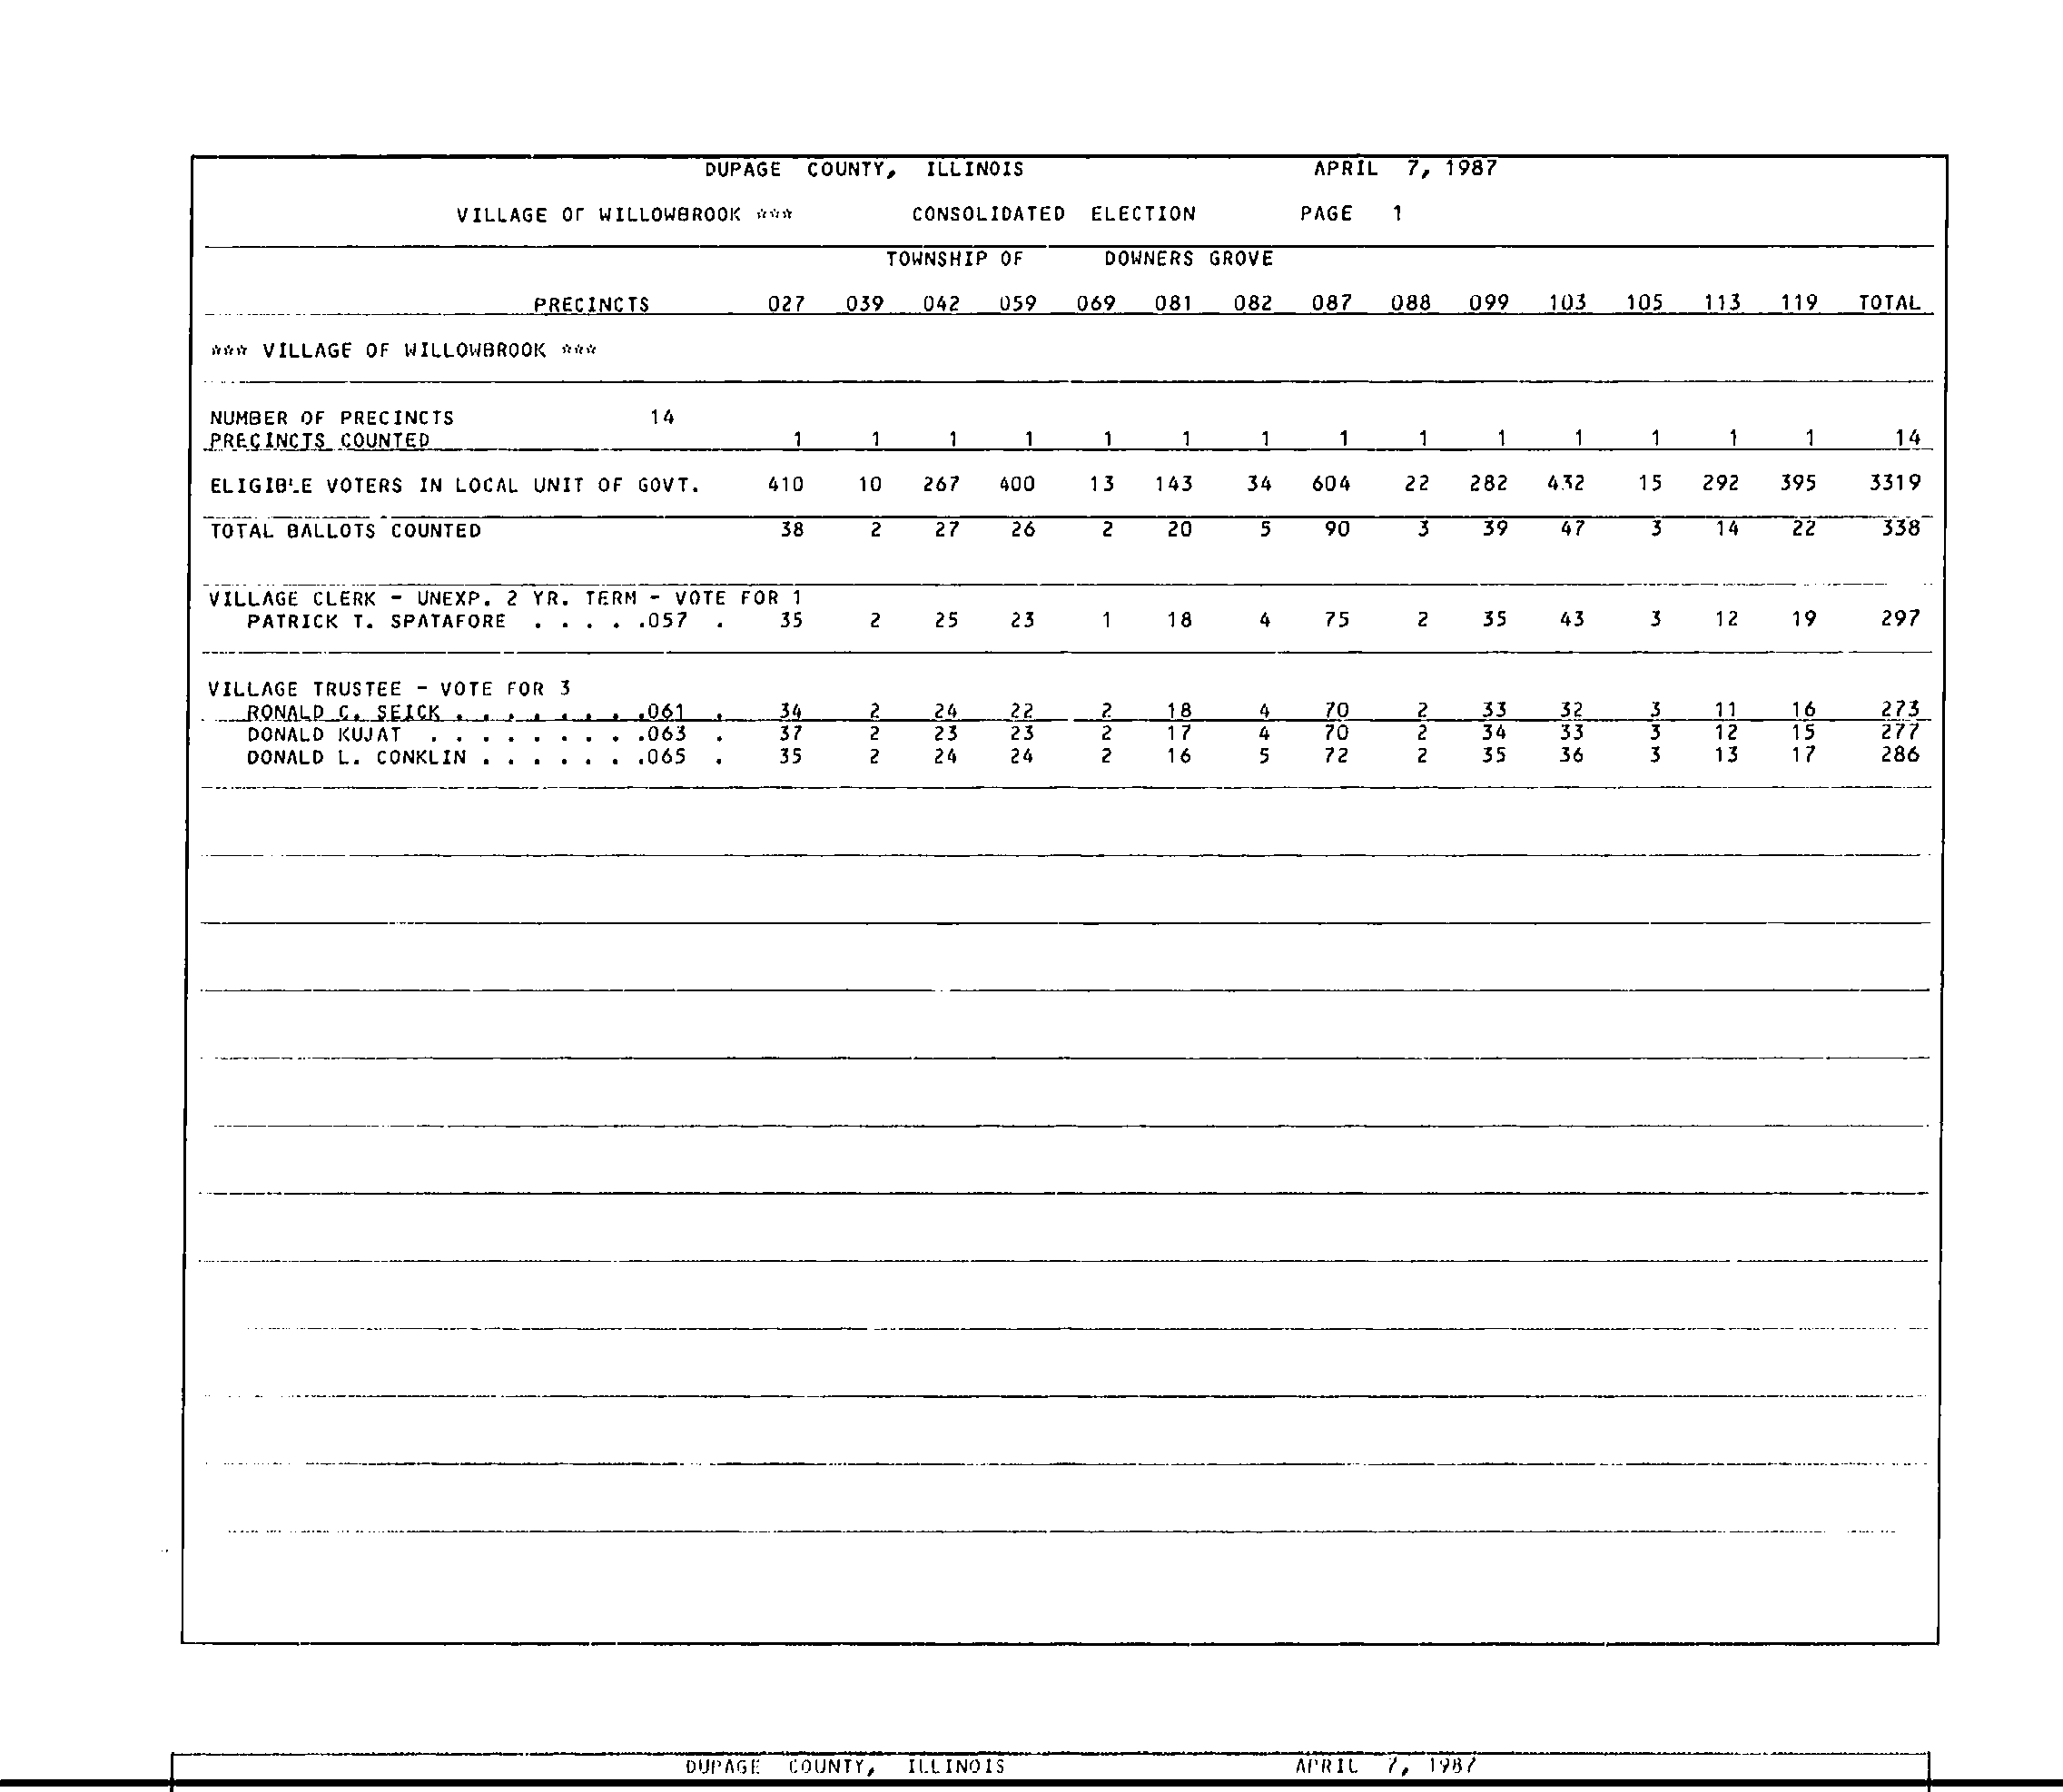 DUPAGE COUNTY, ILLINOIS APRIL 7, 1987
VILLAGE OF WILLOWBROOK *** CONSOLIDATED ELECTION PAGE 1
TOWNSHIP OF DOWNERS GROVE
PRECINCTS 027 039 042 059 069 081 082 087 088 099 103 105 113 119 TOTAL
*** VILLAGE OF WILLOWBROOK ***
NUMBER OF PRECINCTS 14
PRECINCTS COUNTED 1 1 1 1 1 1 1 1 1 1 1 1 1 1 14
ELIGIBLE VOTERS IN LOCAL UNIT OF GOVT. 410 10 267 400 13 143 34 604 22 282 432 15 292 395 3319
TOTAL BALLOTS COUNTED 38 2 27 26 2 20 5 90 3 39 47 3 14 22 338
VILLAGE CLERK - UNEXP. 2 YR. TERM - VOTE FOR 1
PATRICK T. SPATAFORE . . . . .057 . 35 2 25 23 1 18 4 75 2 35 43 3 12 19 297
VILLAGE TRUSTEE - VOTE FOR 3
RONALD C. SEICK . . . . . . . .061 . 34 2 24 22 2 18 4 70 2 33 32 3 11 16 273
DONALD KUJAT . . . . . . . . .063 . 37 2 23 23 2 17 4 70 2 34 33 3 12 15 277
DONALD L. CONKLIN . . . . . . .065 . 35 2 24 24 2 16 5 72 2 35 36 3 13 17 286
DUPAGE COUNTY, ILLINOIS APRIL 7, 1987